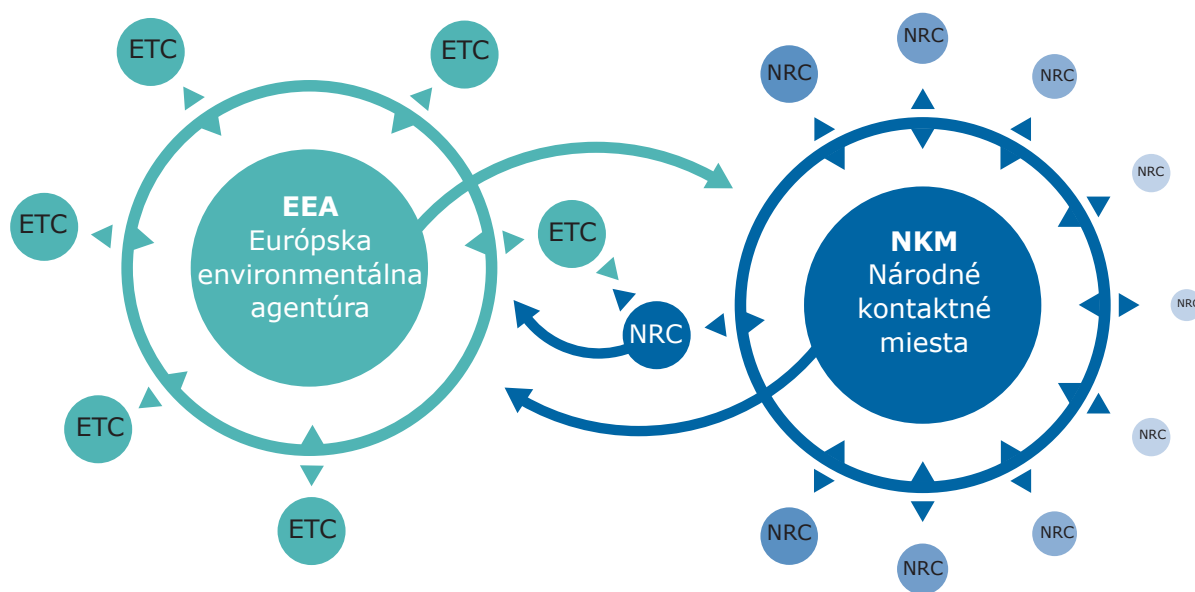 ETC
ETC
ETC
ETC
ETC
ETC
EEA
Európska
environmentálna
agentúra
ETC
NRC
NKM
Národné
kontaktné
miesta
NRC
NRC
NRC
NRC
NRC
NRC
NRC
NRC
NRC